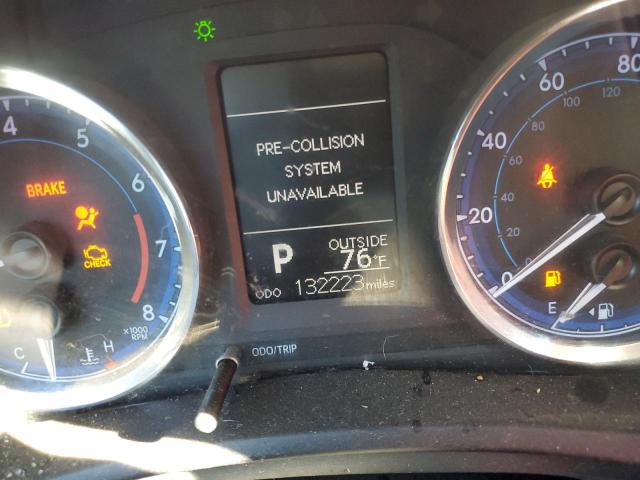 4
5
6
7
8
x1000
RPM
BRAKE
CHECK
C
H
PRE-COLLISION
SYSTEM
UNAVAILABLE
P
OUTSIDE
76°F
ODO 132223 miles
ODO/TRIP
0
20
40
60
80
0
20
40
60
80
100
120
E